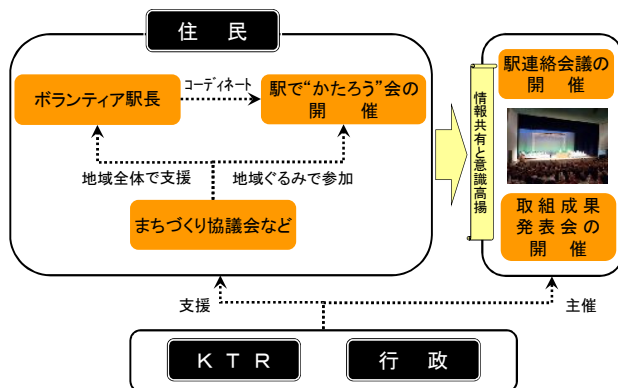 住 民
ボランティア駅長
コーディネート
駅で“かたろう”会の
開 催
地域全体で支援
地域ぐるみで参加
まちづくり協議会など
情報共有と意識高揚
駅連絡会議の
開 催
取組成果
発表会の
開 催
支援
主催
KTR
行 政